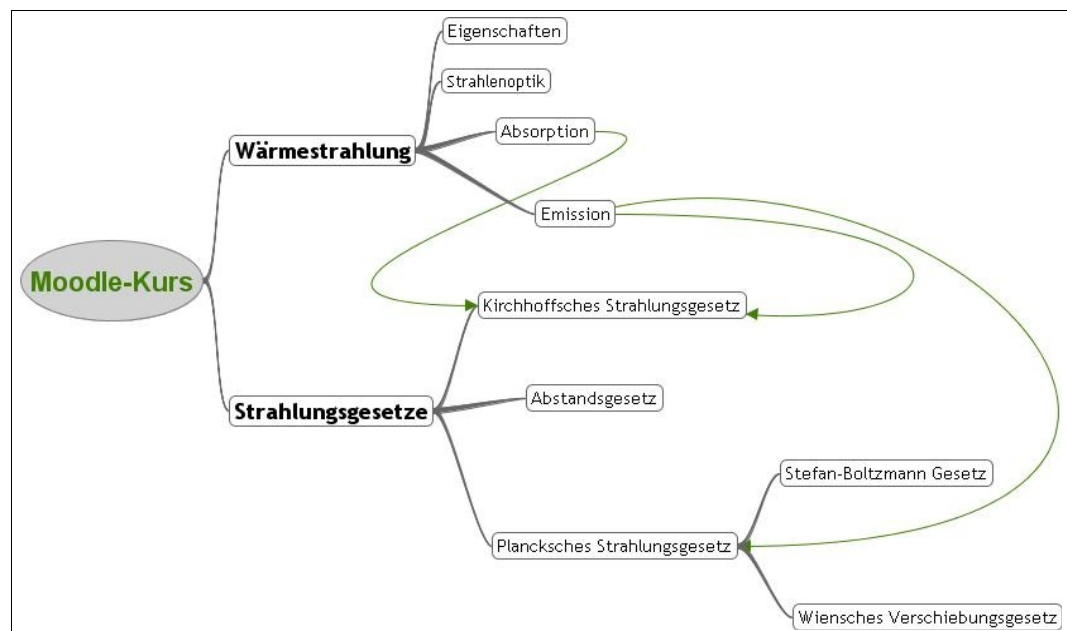 Eigenschaften
Strahlenoptik
Absorption
Wärmestrahlung
Emission
Moodle-Kurs
Kirchhoffsches Strahlungsgesetz
Abstandsgesetz
Strahlungsgesetze
Stefan-Boltzmann Gesetz
Plancksches Strahlungsgesetz
Wiensches Verschiebungsgesetz